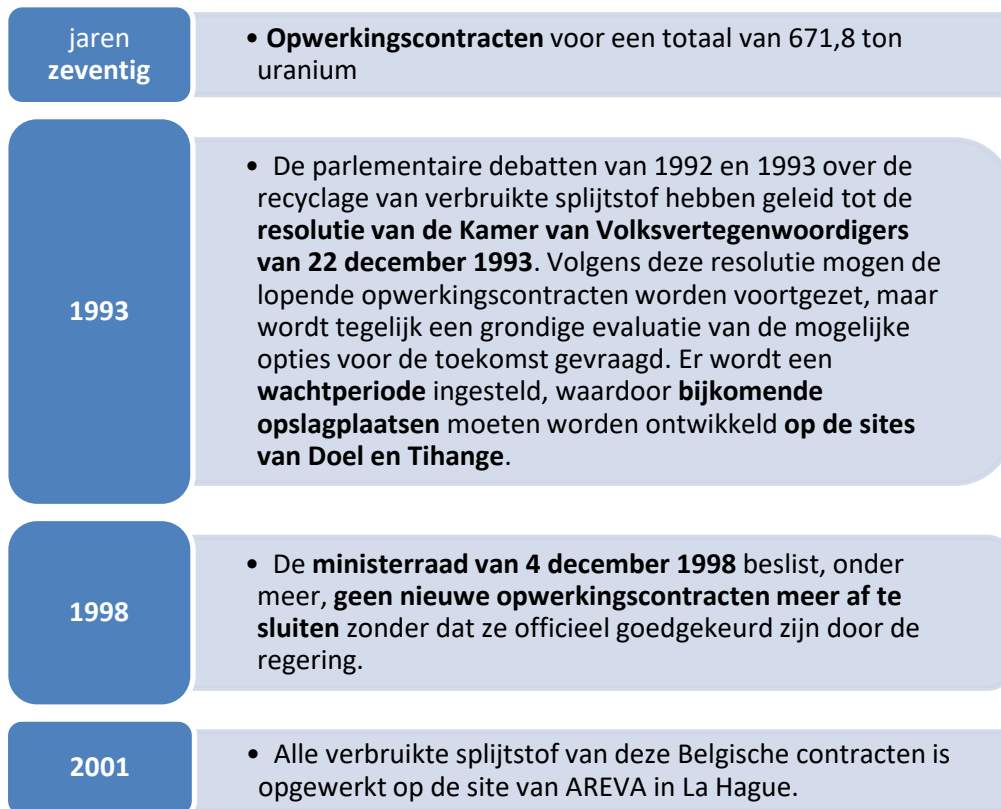 jaren
zeventig
• Opwerkingscontracten voor een totaal van 671,8 ton
uranium
1993
• De parlementaire debatten van 1992 en 1993 over de
recyclage van verbruikte splijtstof hebben geleid tot de
resolutie van de Kamer van Volksvertegenwoordigers
van 22 december 1993. Volgens deze resolutie mogen de
lopende opwerkingscontracten worden voortgezet, maar
wordt tegelijk een grondige evaluatie van de mogelijke
opties voor de toekomst gevraagd. Er wordt een
wachtperiode ingesteld, waardoor bijkomende
opslagplaatsen moeten worden ontwikkeld op de sites
van Doel en Tihange.
1998
• De ministerraad van 4 december 1998 beslist, onder
meer, geen nieuwe opwerkingscontracten meer af te
sluiten zonder dat ze officieel goedgekeurd zijn door de
regering.
2001
• Alle verbruikte splijtstof van deze Belgische contracten is
opgewerkt op de site van AREVA in La Hague.